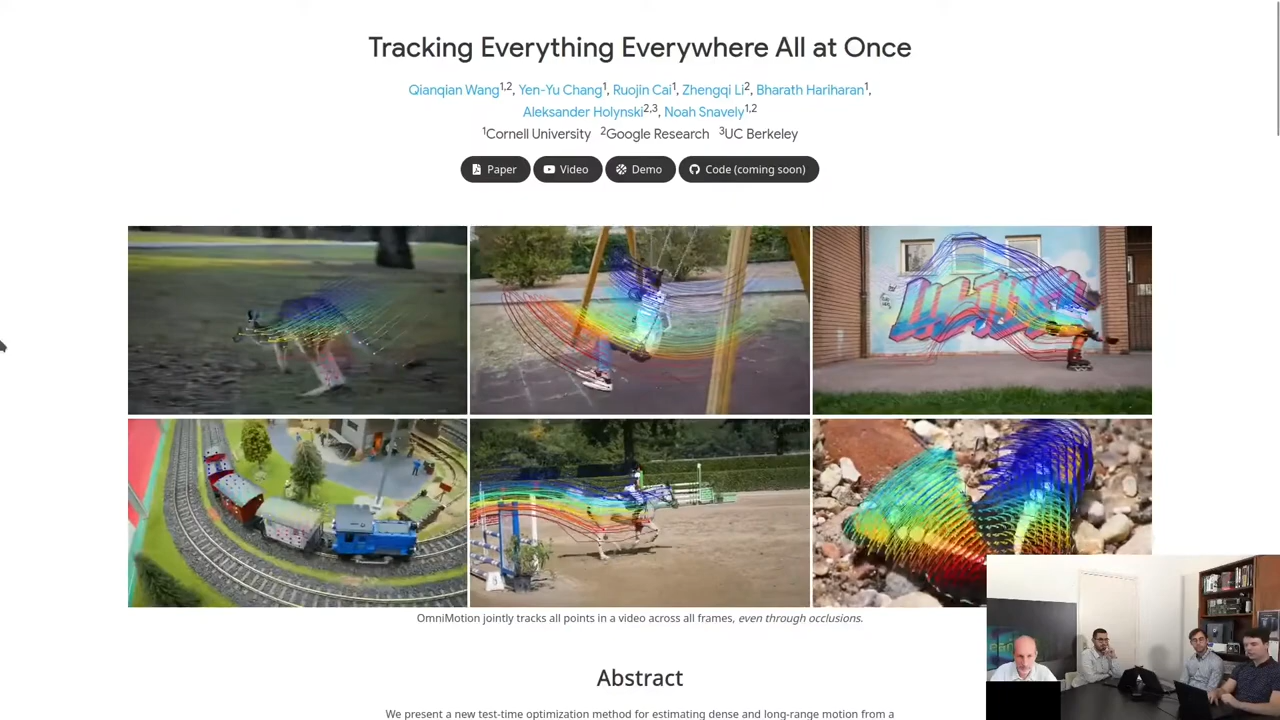 Tracking Everything Everywhere All at Once
Qianqian Wang1,2, Yen-Yu Chang1, Ruojin Cai1, Zhengqi Li2, Bharath Hariharan1,
Aleksander Holynski2,3, Noah Snavely1,2
1Cornell University 2Google Research 3UC Berkeley
Paper Video Demo Code (coming soon)
OmniMotion jointly tracks all points in a video across all frames, even through occlusions.
Abstract
We present a new test-time optimization method for estimating dense and long-range motion from a